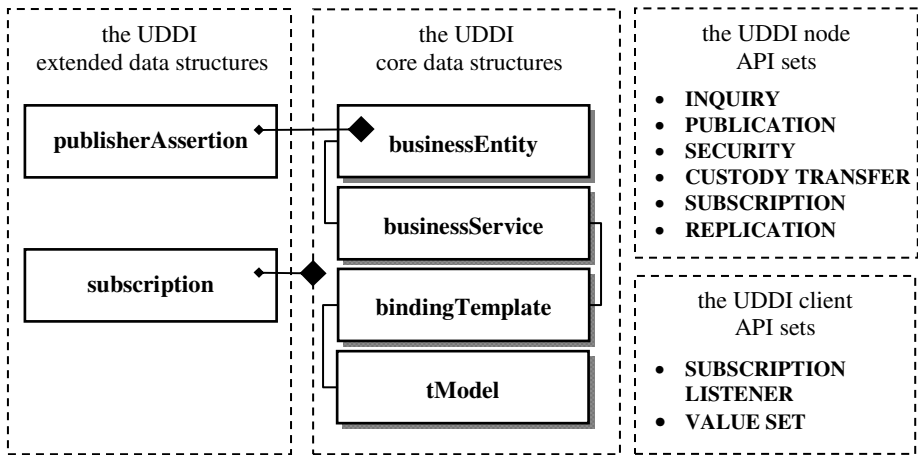 the UDDI
extended data structures
publisherAssertion
subscription
the UDDI
core data structures
businessEntity
businessService
bindingTemplate
tModel
the UDDI node
API sets
• INQUIRY
• PUBLICATION
• SECURITY
• CUSTODY TRANSFER
• SUBSCRIPTION
• REPLICATION
the UDDI client
API sets
• SUBSCRIPTION
LISTENER
• VALUE SET